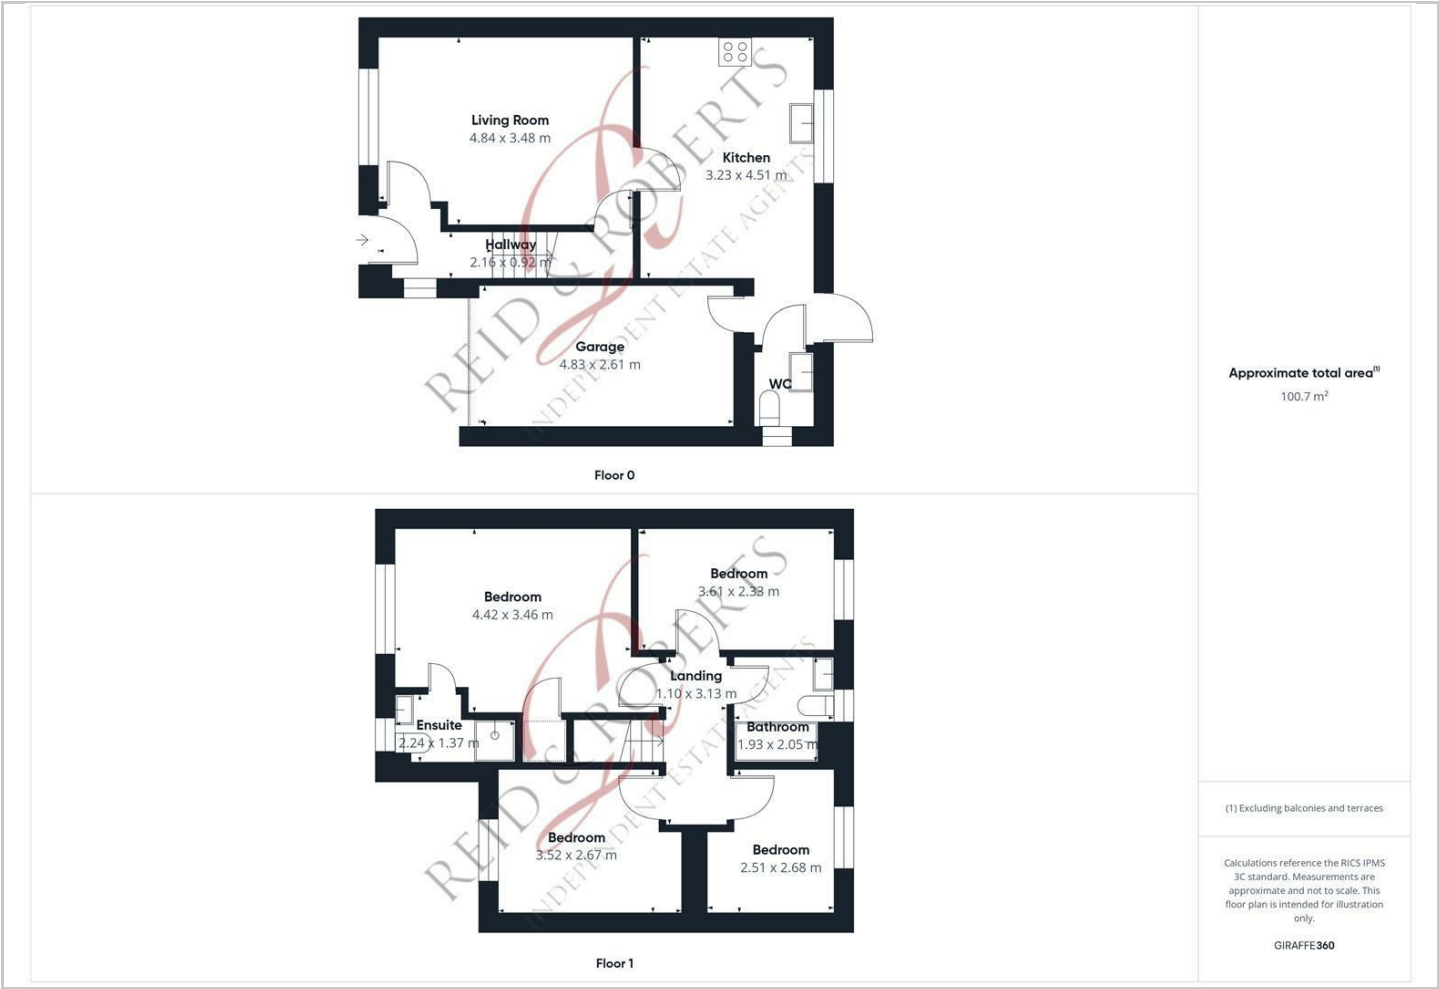 Living Room
4.84 x 3.48 m
Kitchen
3.23 x 4.51 m
Hallway
2.16 x 0.92 m
Garage
4.83 x 2.61 m
WC
Floor 0
REID & ROBERTS
INDEPENDENT ESTATE AGENTS
Approximate total area(1)
100.7 m²
Bedroom
4.42 x 3.46 m
Bedroom
3.61 x 2.33 m
Landing
1.10 x 3.13 m
Ensuite
2.24 x 1.37 m
Bathroom
1.93 x 2.05 m
Bedroom
3.52 x 2.67 m
Bedroom
2.51 x 2.68 m
Floor 1
REID & ROBERTS
INDEPENDENT ESTATE AGENTS
(1) Excluding balconies and terraces
Calculations reference the RICS IPMS
3C standard. Measurements are
approximate and not to scale. This
floor plan is intended for illustration
only.
GIRAFFE360